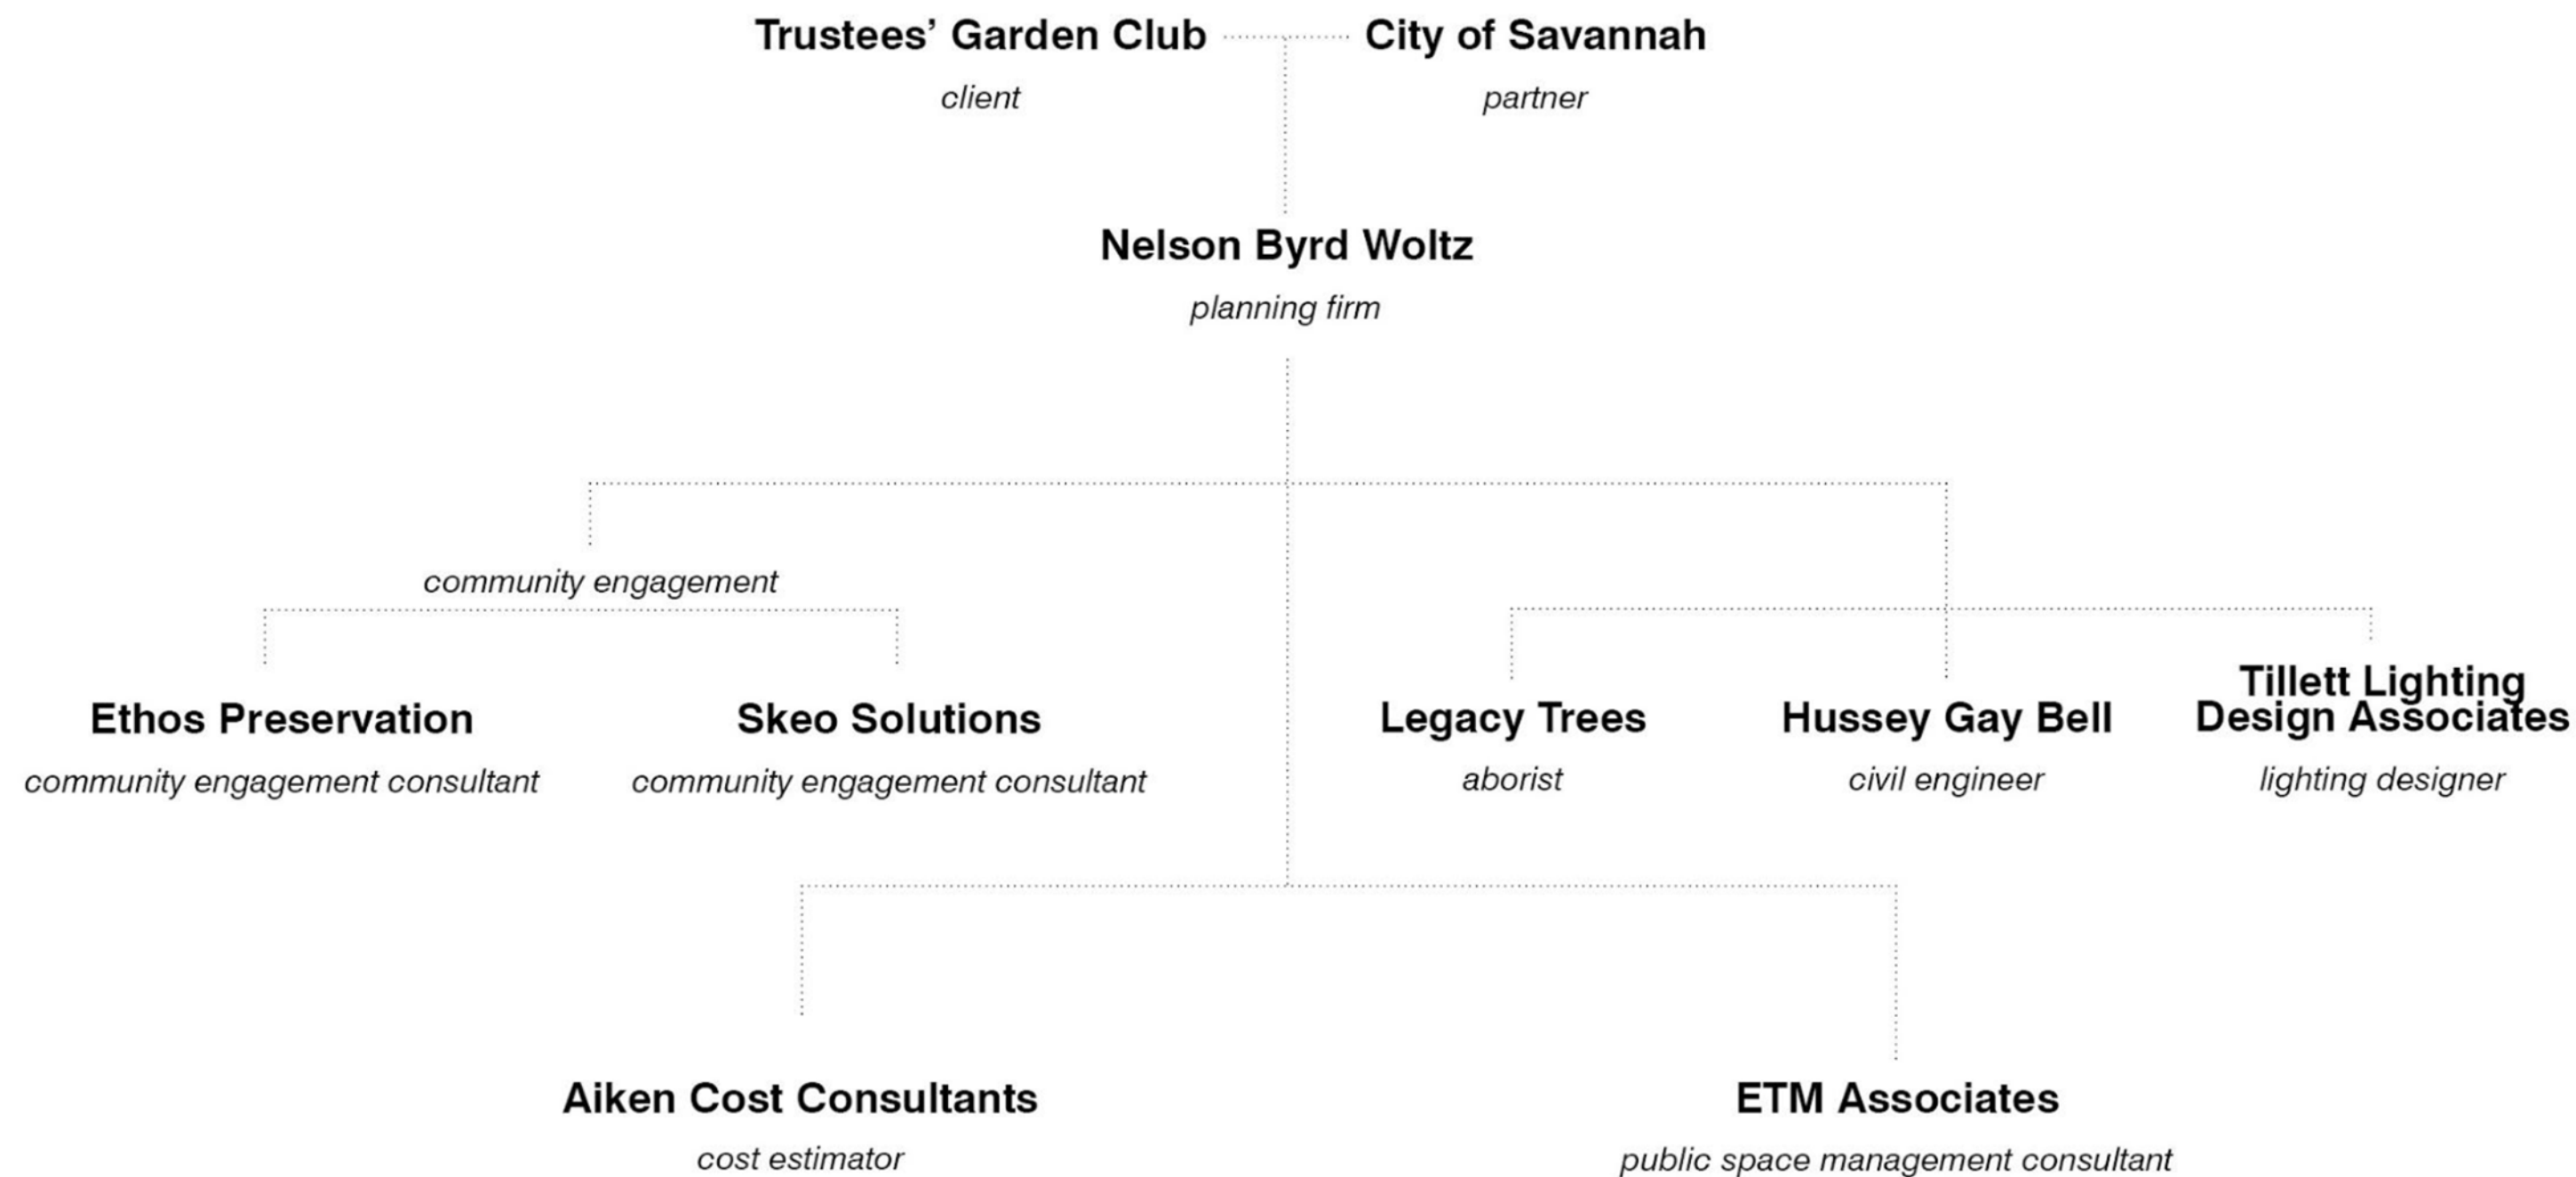 Trustees’ Garden Club
City of Savannah
client
partner
Nelson Byrd Woltz
planning firm
community engagement
Ethos Preservation
community engagement consultant
Skeo Solutions
community engagement consultant
Legacy Trees
aborist
Hussey Gay Bell
civil engineer
Tillett Lighting
Design Associates
lighting designer
Aiken Cost Consultants
cost estimator
ETM Associates
public space management consultant